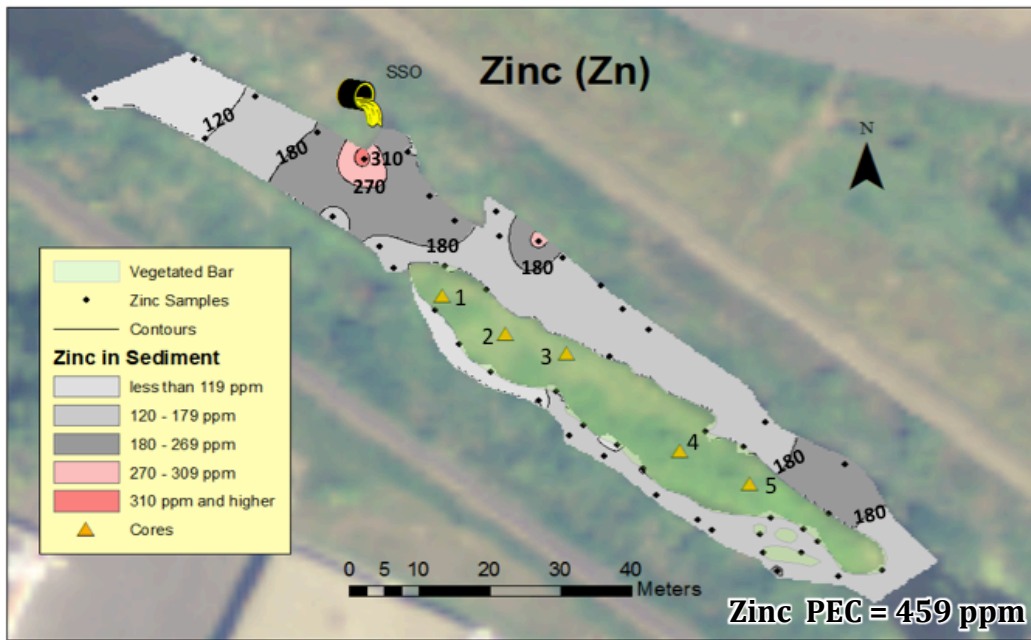 Zinc (Zn)
SSO
N
120
180
310
270
180
180
1
2
3
4
5
180
180
Vegetated Bar
Zinc Samples
Contours
Zinc in Sediment
less than 119 ppm
120 - 179 ppm
180 - 269 ppm
270 - 309 ppm
310 ppm and higher
Cores
0 5 10 20 30 40
Meters
Zinc PEC = 459 ppm